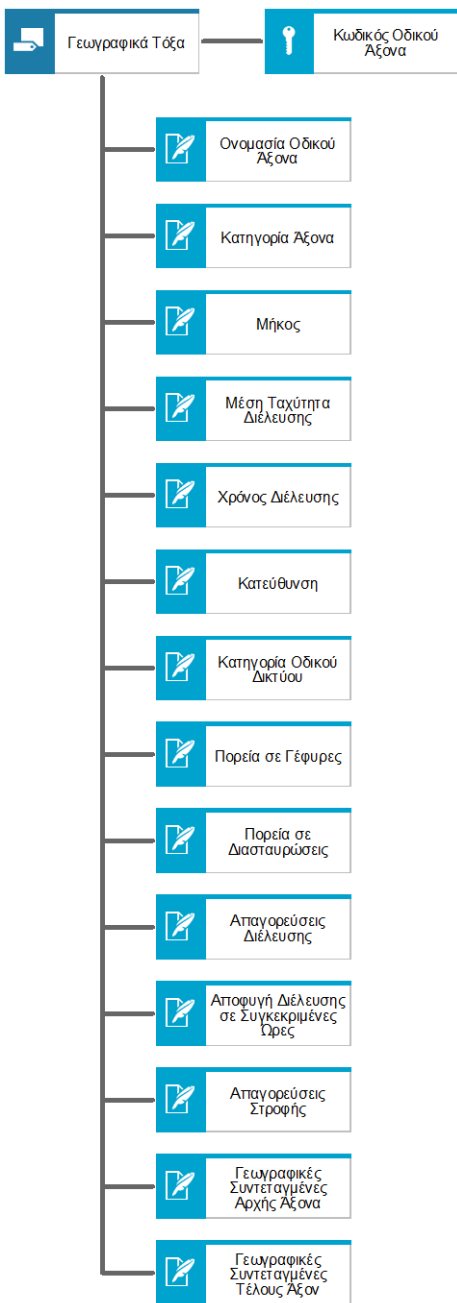 Γεωγραφικά Τόξα
Κωδικός Οδικού
Άξονα
Ονομασία Οδικού
Άξονα
Κατηγορία Άξονα
Μήκος
Μέση Ταχύτητα
Διέλευσης
Χρόνος Διέλευσης
Κατεύθυνση
Κατηγορία Οδικού
Δικτύου
Πορεία σε Γέφυρες
Πορεία σε
Διασταυρώσεις
Απαγορεύσεις
Διέλευσης
Αποφυγή Διέλευσης
σε Συγκεκριμένες
Ώρες
Απαγορεύσεις
Στροφής
Γεωγραφικές
Συντεταγμένες
Αρχής Άξονα
Γεωγραφικές
Συντεταγμένες
Τέλους Άξον